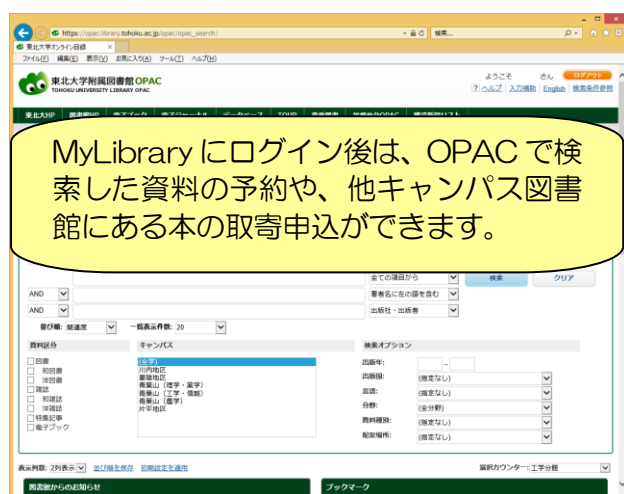 https://opac.library.tohoku.ac.jp/opac/opac_search/
検索...
東北大学オンライン目録 ×
ファイル(F) 編集(E) 表示(V) お気に入り(A) ツール(T) ヘルプ(H)
東北大学附属図書館 OPAC
TOHOKU UNIVERSITY LIBRARY OPAC
ようこそ さん ログアウト
? ヘルプ 入力補助 English 検索条件参照
MyLibrary にログイン後は、OPAC で検
索した資料の予約や、他キャンパス図書
館にある本の取寄申込ができます。
全ての項目から 検索 クリア
AND 著者名に左の語を含む
AND 出版社・出版者
並び順: 関連度 一覧表示件数: 20
資料区分 キャンパス 検索オプション
図書 (全学) 出版年: -
和図書 川内地区
洋図書 星陵地区 出版国: (指定なし)
雑誌 青葉山（理学・薬学） 言語: (指定なし)
和雑誌 青葉山（工学・情報）
洋雑誌 青葉山（農学） 分野: (全分野)
特集記事 片平地区 資料種別: (指定なし)
電子ブック 配架場所: (指定なし)
表示列数: 2列表示 並び順を保存 初期設定を適用 選択カウンター: 工学分館
図書館からのお知らせ ブックマーク